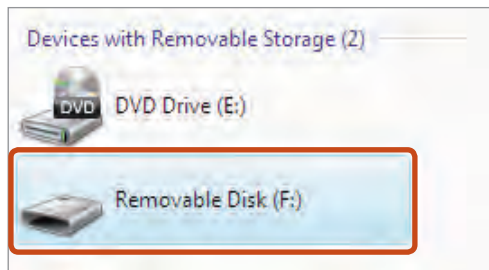 Devices with Removable Storage (2)
DVD
DVD Drive (E:)
Removable Disk (F:)